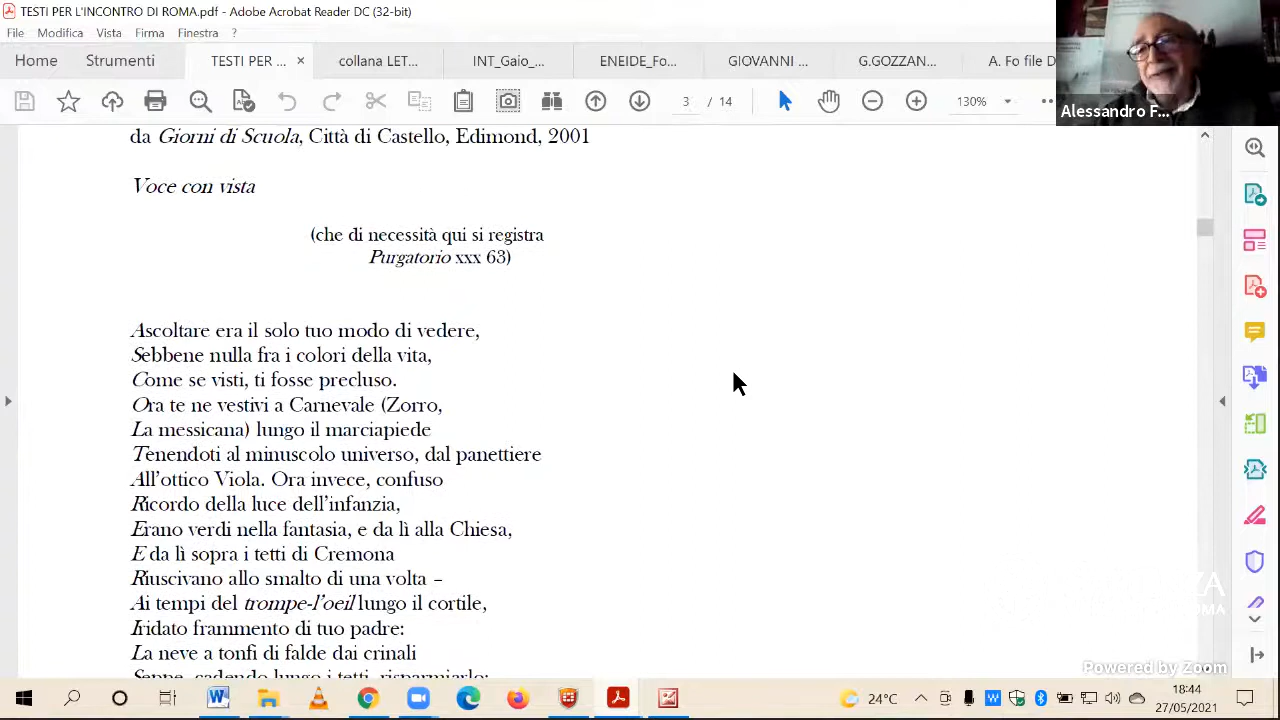 TESTI PER L'INCONTRO DI ROMA.pdf - Adobe Acrobat Reader DC (32-bit)
File Modifica Vista Firma Finestra ?
Home Strumenti TESTI PER ... × collana LET... INT_Gaio_... ENEIDE_Fo... GIOVANNI ... G.GOZZAN... A. Fo file D
3 / 14 130%
Alessandro F...
da Giorni di Scuola, Città di Castello, Edimond, 2001
Voce con vista
(che di necessità qui si registra
Purgatorio xxx 63)
Ascoltare era il solo tuo modo di vedere,
Sebbene nulla fra i colori della vita,
Come se visti, ti fosse precluso.
Ora te ne vestivi a Carnevale (Zorro,
La messicana) lungo il marciapiede
Tenendoti al minuscolo universo, dal panettiere
All'ottico Viola. Ora invece, confuso
Ricordo della luce dell'infanzia,
Erano verdi nella fantasia, e da lì alla Chiesa,
E da lì sopra i tetti di Cremona
Riuscivano allo smalto di una volta –
Ai tempi del trompe-l'oeil lungo il cortile,
Iridato frammento di tuo padre:
La neve a tonfi di falde dai crinali
Seppe, cadendo lungo i tetti, risparmiarlo:
Powered by Zoom
24°C
18:44
27/05/2021